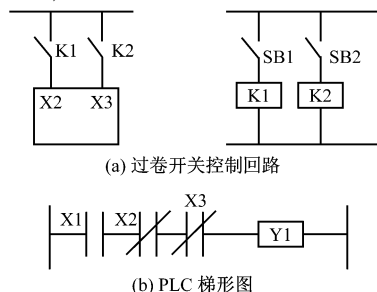 K1 K2 SB1 SB2
X2 X3 K1 K2
(a) 过卷开关控制回路
X3
X1 X2
Y1
(b) PLC 梯形图